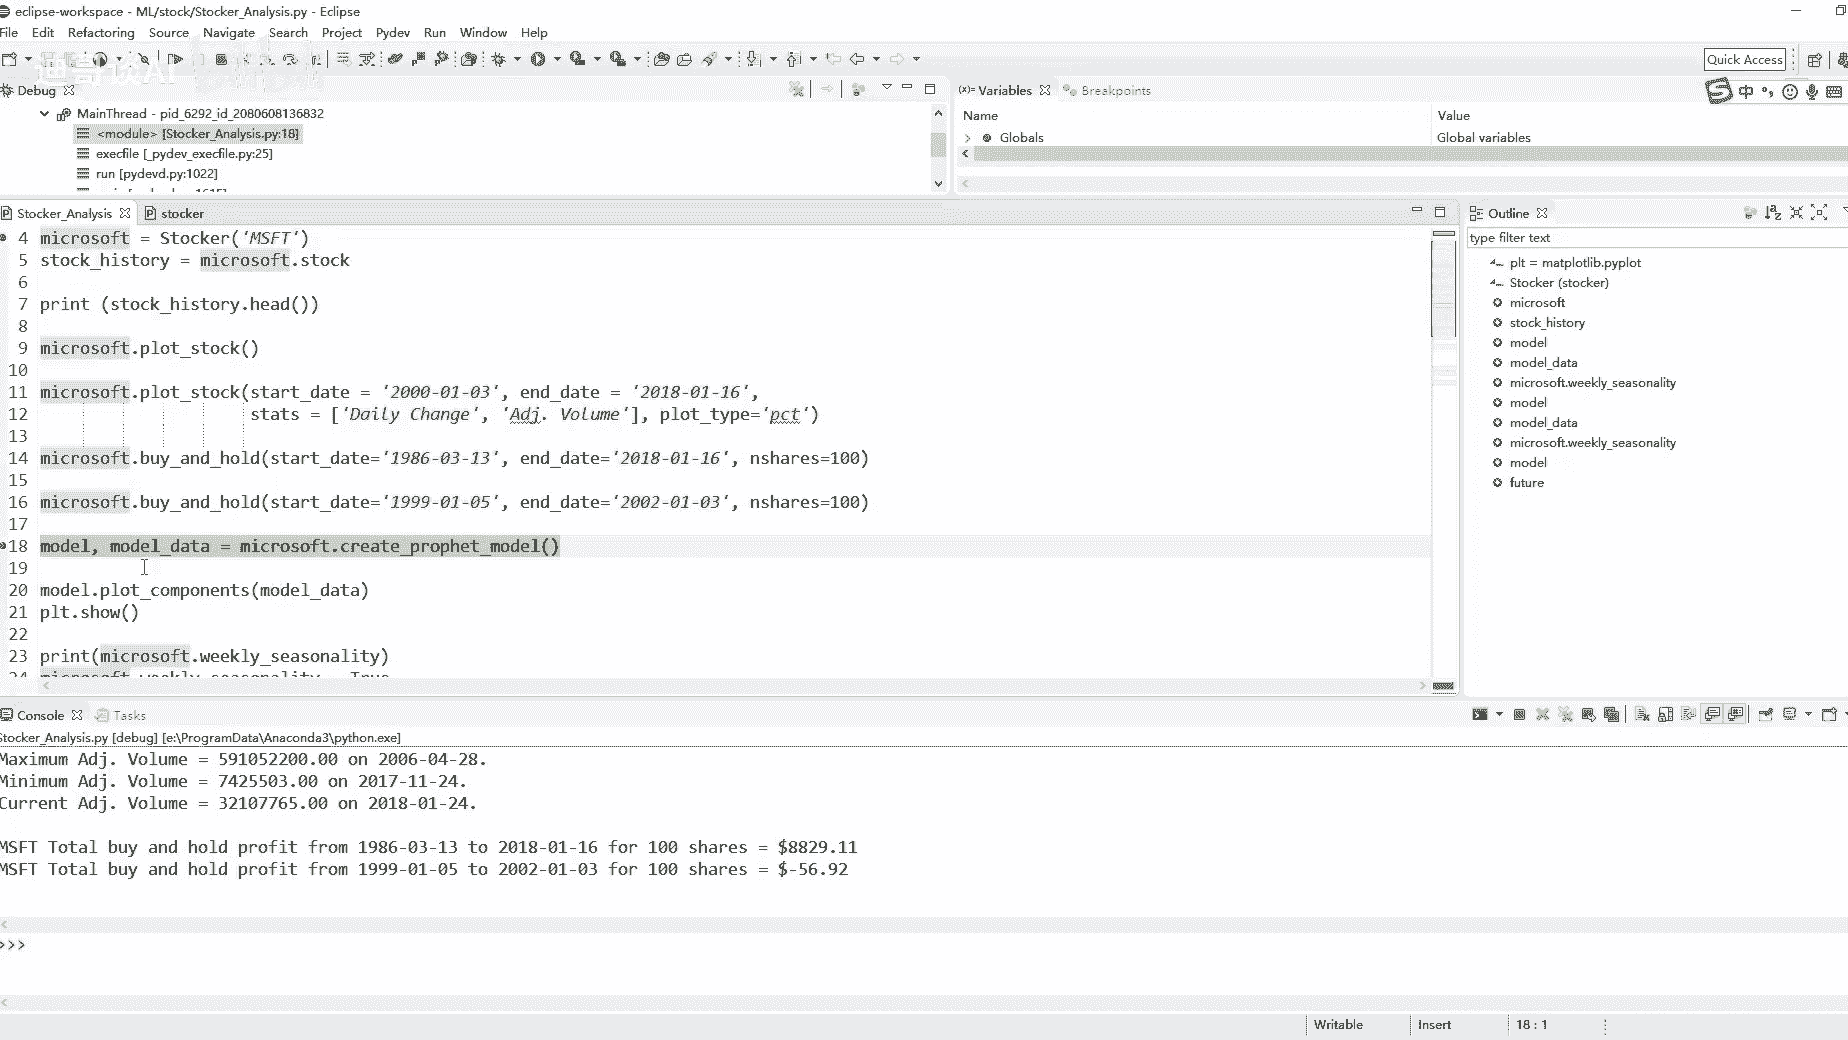 eclipse-workspace - ML/stock/Stocker_Analysis.py - Eclipse
File Edit Refactoring Source Navigate Search Project Pydev Run Window Help
迪哥谈AI
Quick Access
Debug
(x)= Variables
Breakpoints
中
MainThread - pid_6292_id_2080608136832
<module> [Stocker_Analysis.py:18]
execfile [_pydev_execfile.py:25]
run [pydevd.py:1022]
Name Value
Globals Global variables
Stocker_Analysis stocker
4 microsoft = Stocker('MSFT')
5 stock_history = microsoft.stock
6
7 print (stock_history.head())
8
9 microsoft.plot_stock()
10
11 microsoft.plot_stock(start_date = '2000-01-03', end_date = '2018-01-16',
12 stats = ['Daily Change', 'Adj. Volume'], plot_type='pct')
13
14 microsoft.buy_and_hold(start_date='1986-03-13', end_date='2018-01-16', nshares=100)
15
16 microsoft.buy_and_hold(start_date='1999-01-05', end_date='2002-01-03', nshares=100)
17
18 model, model_data = microsoft.create_prophet_model()
19
20 model.plot_components(model_data)
21 plt.show()
22
23 print(microsoft.weekly_seasonality)
24 microsoft.weekly_seasonality = True
Outline
type filter text
plt = matplotlib.pyplot
Stocker (stocker)
microsoft
stock_history
model
model_data
microsoft.weekly_seasonality
model
model_data
microsoft.weekly_seasonality
model
future
Console Tasks
Stocker_Analysis.py [debug] [e:\ProgramData\Anaconda3\python.exe]
Maximum Adj. Volume = 591052200.00 on 2006-04-28.
Minimum Adj. Volume = 7425503.00 on 2017-11-24.
Current Adj. Volume = 32107765.00 on 2018-01-24.
MSFT Total buy and hold profit from 1986-03-13 to 2018-01-16 for 100 shares = $8829.11
MSFT Total buy and hold profit from 1999-01-05 to 2002-01-03 for 100 shares = $-56.92
>>>
Writable Insert 18 : 1